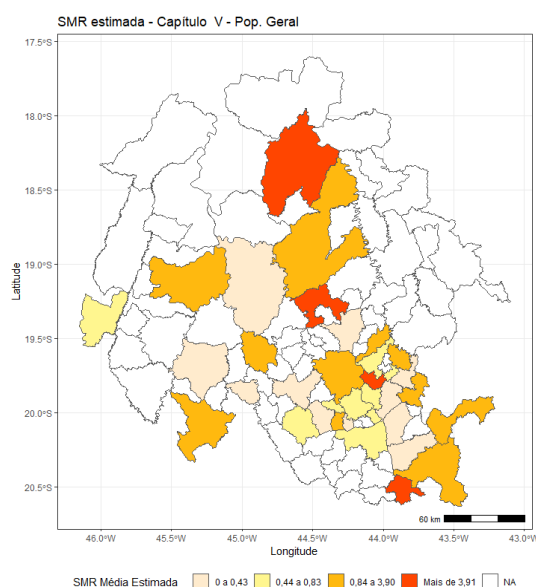 SMR estimada - Capítulo V - Pop. Geral
17.5°S
18.0°S
18.5°S
19.0°S
19.5°S
20.0°S
20.5°S
Latitude
60 km
46.0°W 45.5°W 45.0°W 44.5°W 44.0°W 43.5°W 43.0°W
Longitude
SMR Média Estimada 0 a 0,43 0,44 a 0,83 0,84 a 3,90 Mais de 3,91 NA